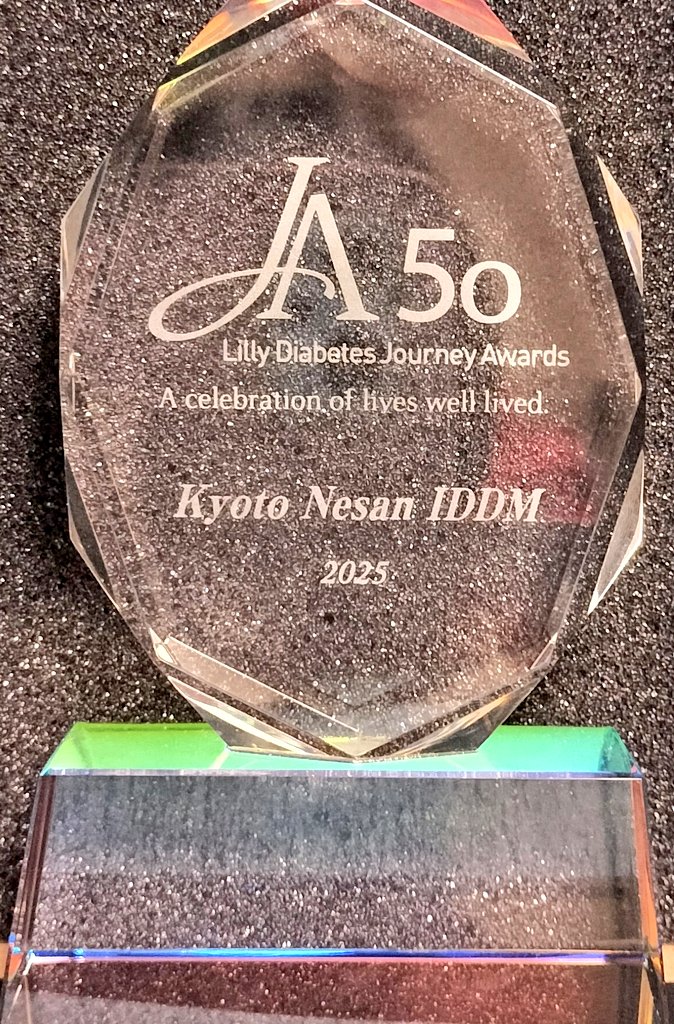 JA 50
Lilly Diabetes Journey Awards
A celebration of lives well lived.
Kyoto Nesan IDDM
2025